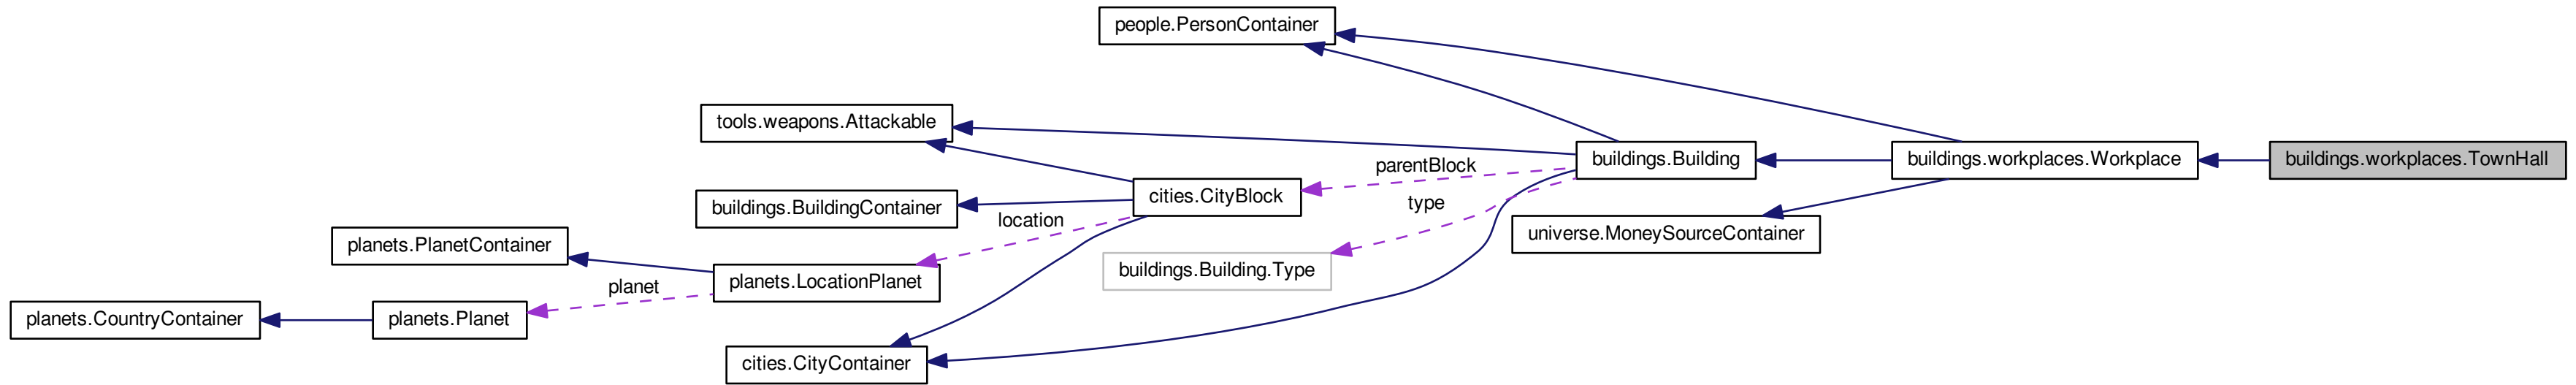 people.PersonContainer
tools.weapons.Attackable
buildings.Building
buildings.workplaces.Workplace
buildings.workplaces.TownHall
parentBlock
cities.CityBlock
type
buildings.BuildingContainer
location
universe.MoneySourceContainer
planets.PlanetContainer
buildings.Building.Type
planets.LocationPlanet
planet
planets.CountryContainer
planets.Planet
cities.CityContainer